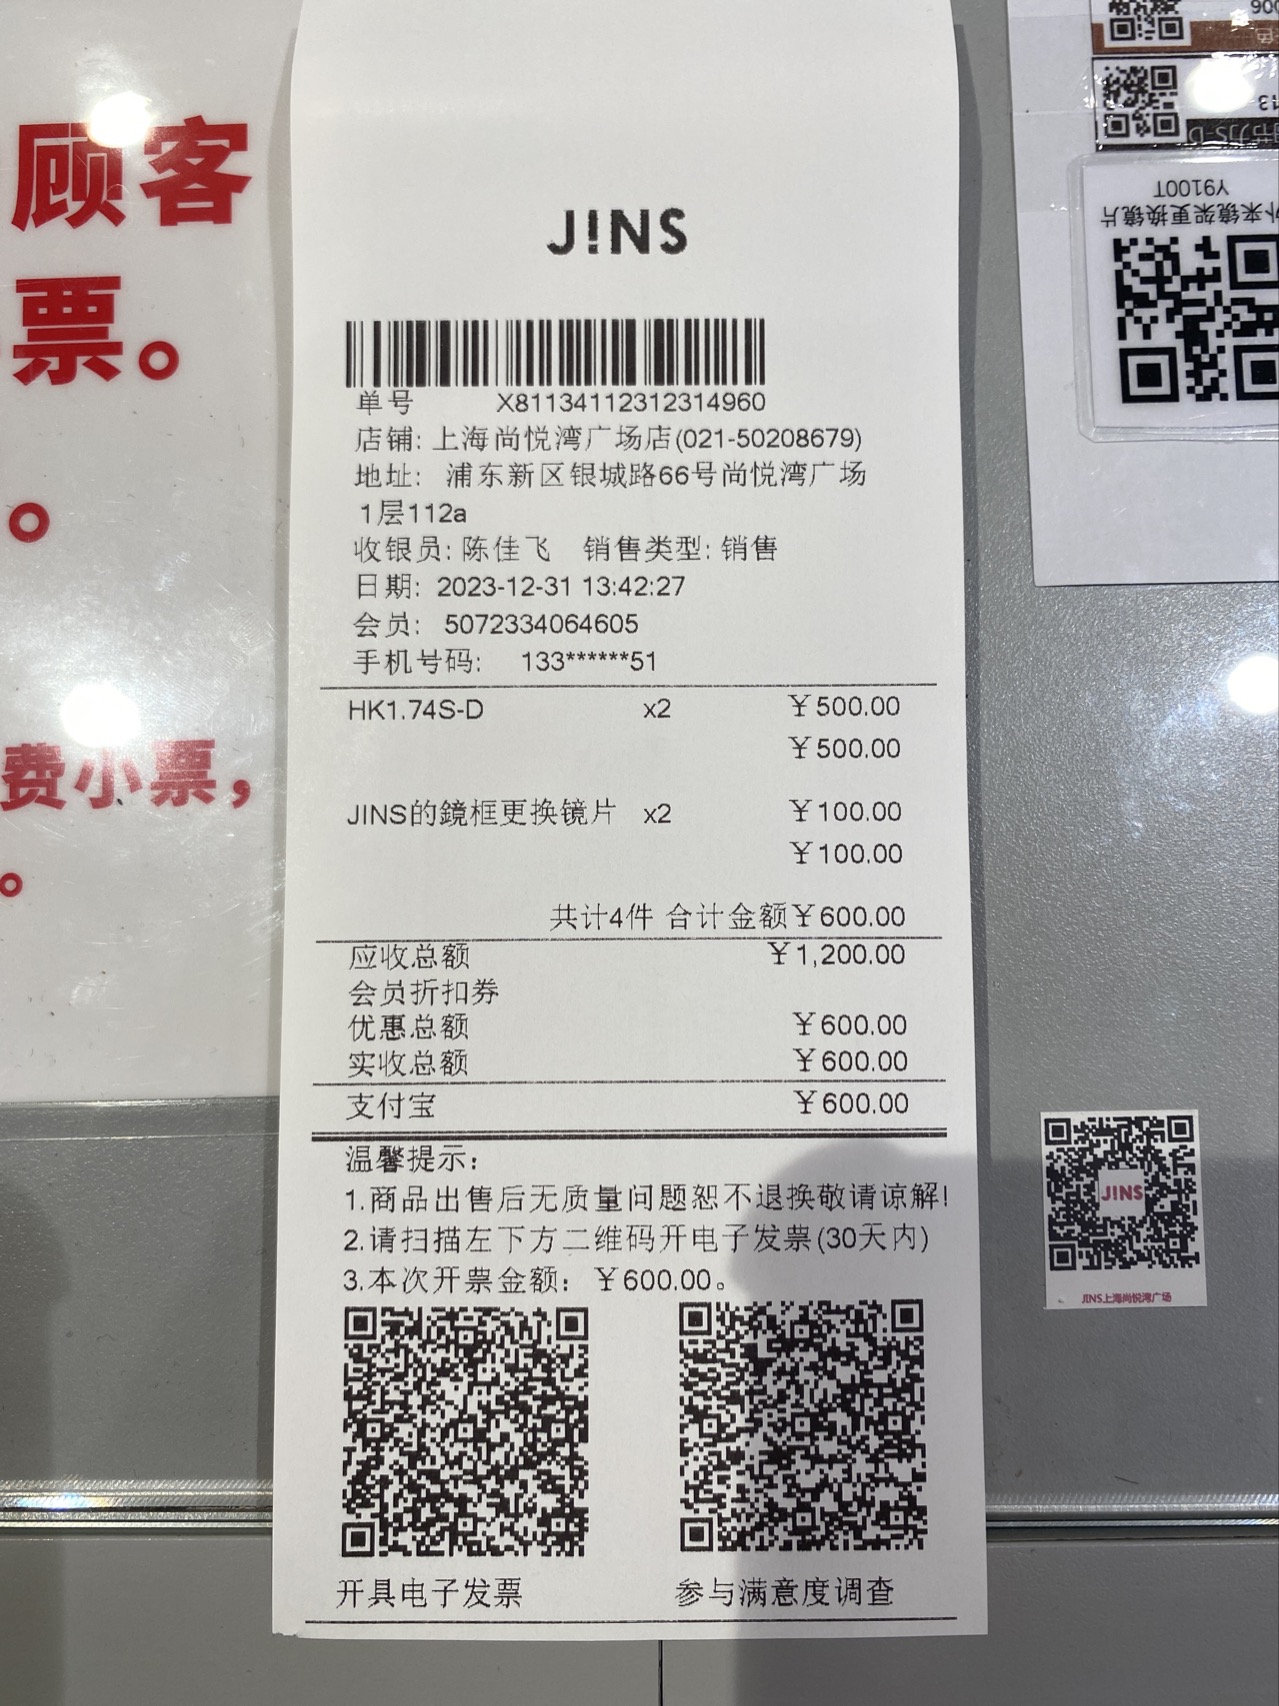 顾客
票。
。
费小票，
。
J!NS
单号 X81134112312314960
店铺: 上海尚悦湾广场店(021-50208679)
地址: 浦东新区银城路66号尚悦湾广场
1层112a
收银员: 陈佳飞 销售类型: 销售
日期: 2023-12-31 13:42:27
会员: 5072334064605
手机号码: 133******51
HK1.74S-D x2 ￥500.00
￥500.00
JINS的鏡框更换镜片 x2 ￥100.00
￥100.00
共计4件 合计金额￥600.00
应收总额 ￥1,200.00
会员折扣券
优惠总额 ￥600.00
实收总额 ￥600.00
支付宝 ￥600.00
温馨提示：
1.商品出售后无质量问题恕不退换敬请谅解!
2.请扫描左下方二维码开电子发票(30天内)
3.本次开票金额： ￥600.00。
开具电子发票 参与满意度调查
Y9100T
外来镜架更换镜片
JINS
JINS上海尚悦湾广场